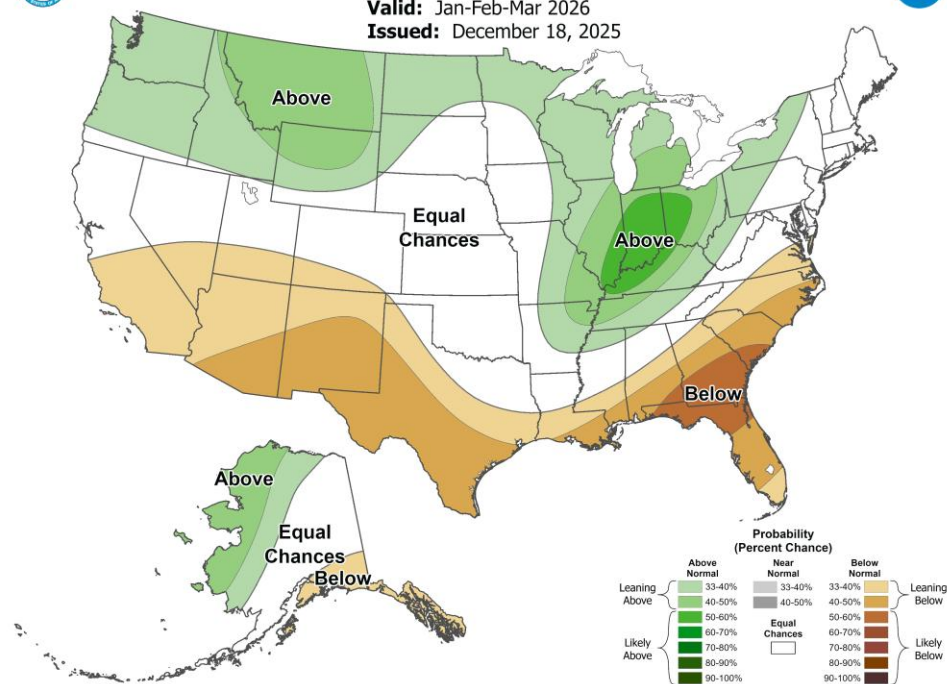 Valid: Jan-Feb-Mar 2026
Issued: December 18, 2025
Above
Equal
Chances
Above
Below
Above
Equal
Chances
Below
Probability
(Percent Chance)
Above
Normal
Near
Normal
Below
Normal
Leaning
Above
33-40%
33-40%
33-40%
Leaning
Below
40-50%
40-50%
40-50%
Likely
Above
50-60%
Equal
Chances
50-60%
Likely
Below
60-70%
60-70%
70-80%
70-80%
80-90%
80-90%
90-100%
90-100%